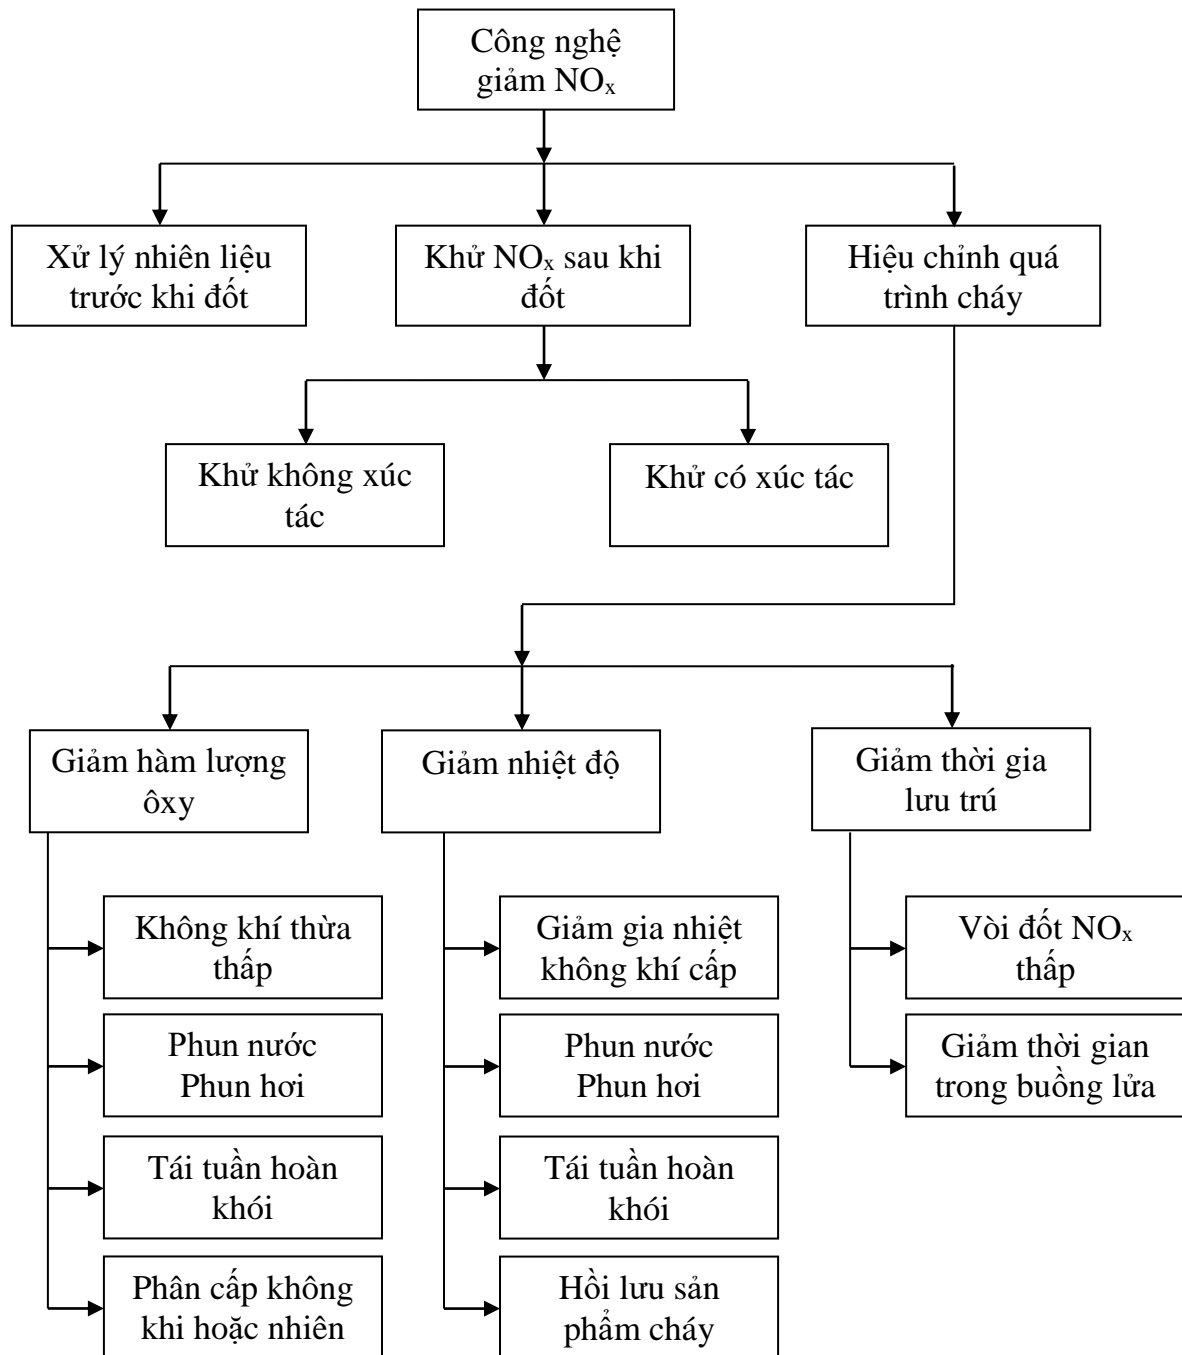 Công nghệ
giảm NOₓ
Xử lý nhiên liệu
trước khi đốt
Khử NOₓ sau khi
đốt
Hiệu chỉnh quá
trình cháy
Khử không xúc
tác
Khử có xúc tác
Giảm hàm lượng
ôxy
Giảm nhiệt độ
Giảm thời gia
lưu trú
Không khí thừa
thấp
Phun nước
Phun hơi
Tái tuần hoàn
khói
Phân cấp không
khi hoặc nhiên
Giảm gia nhiệt
không khí cấp
Phun nước
Phun hơi
Tái tuần hoàn
khói
Hồi lưu sản
phẩm cháy
Vòi đốt NOₓ
thấp
Giảm thời gian
trong buồng lửa